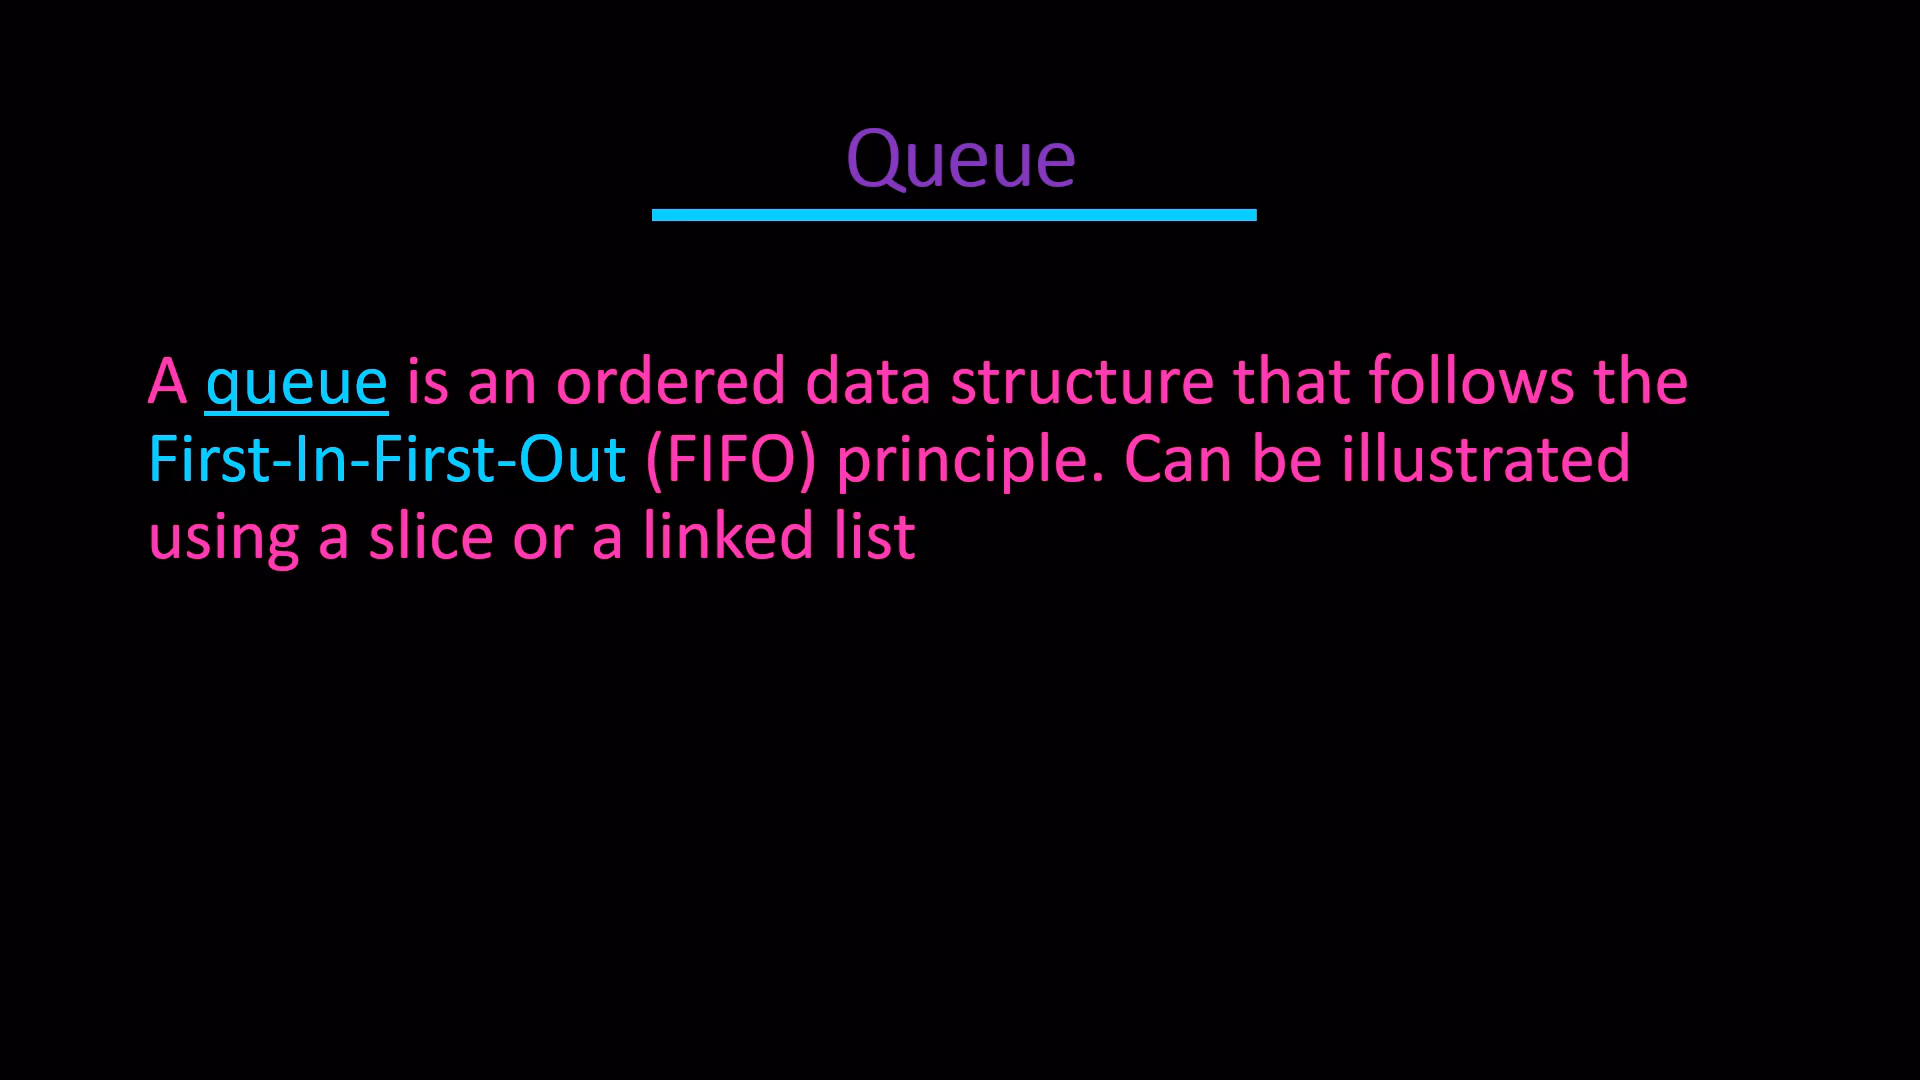 Queue
A queue is an ordered data structure that follows the
First-In-First-Out (FIFO) principle. Can be illustrated
using a slice or a linked list